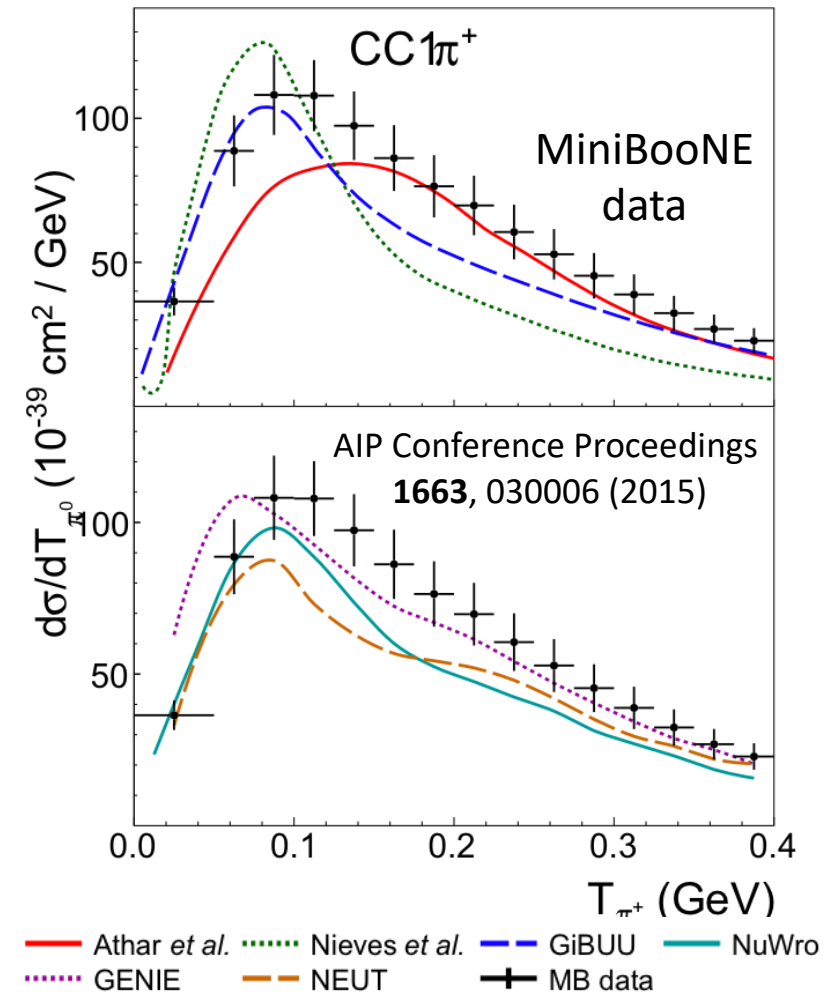 CC1π⁺
MiniBooNE
data
100
50
dσ/dT_π⁰ (10⁻³⁹ cm² / GeV)
AIP Conference Proceedings
1663, 030006 (2015)
100
50
0.0 0.1 0.2 0.3 0.4
T_π⁺ (GeV)
Athar et al. Nieves et al. GiBUU NuWro
GENIE NEUT MB data